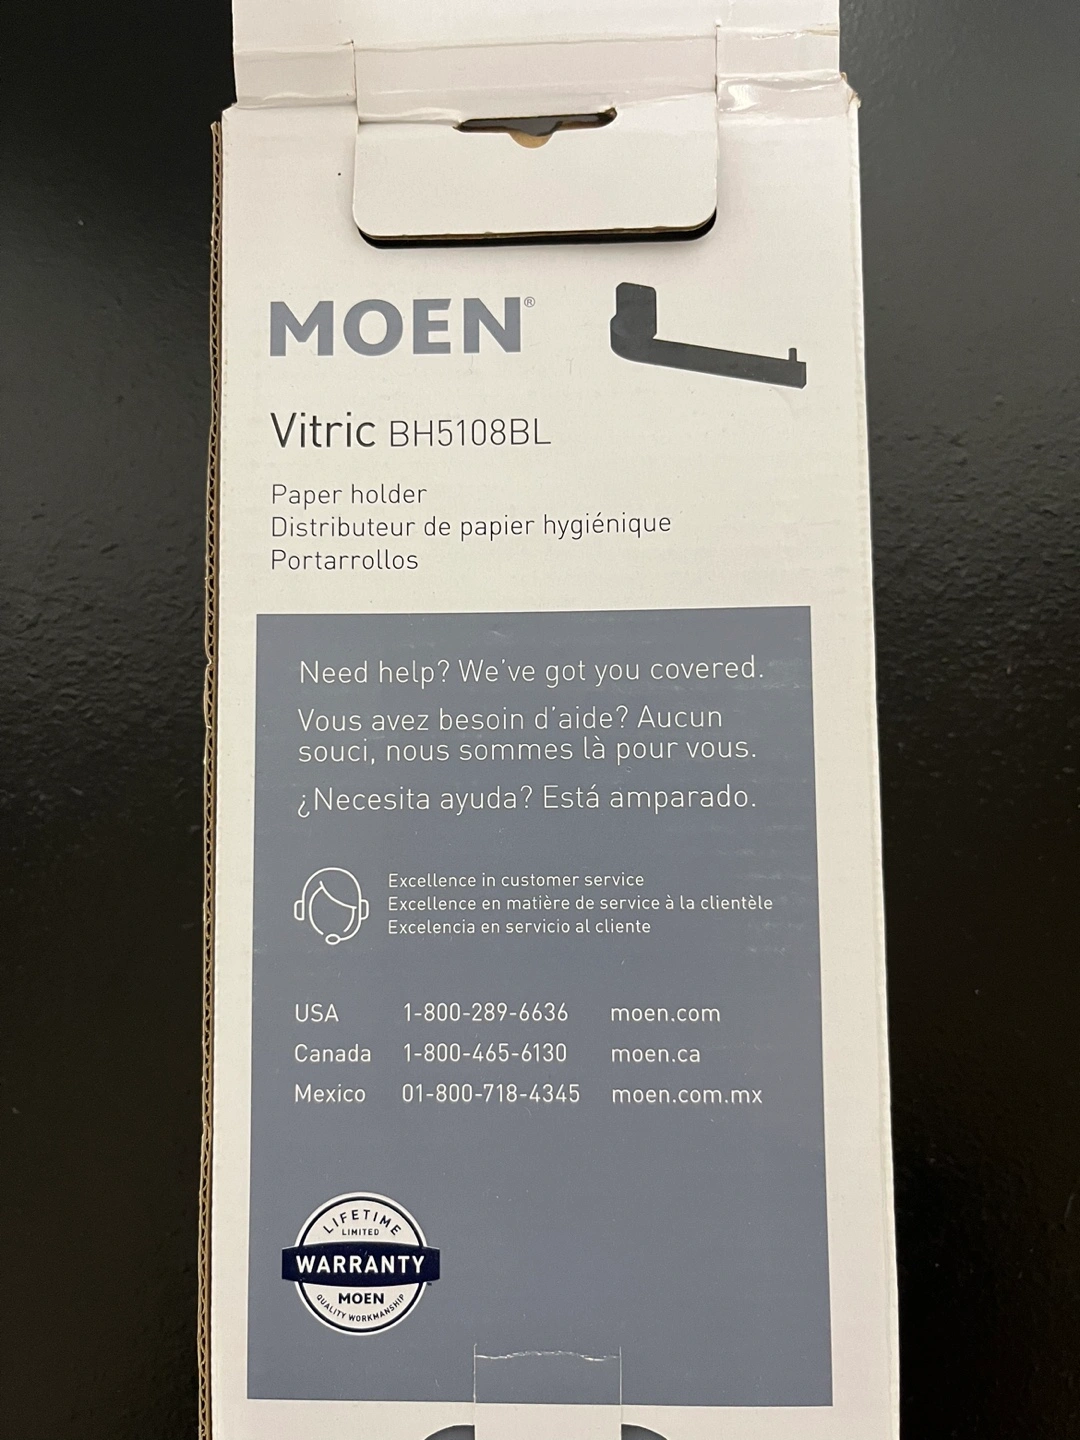 MOEN®
Vitric BH5108BL
Paper holder
Distributeur de papier hygiénique
Portarrollos
Need help? We've got you covered.
Vous avez besoin d'aide? Aucun
souci, nous sommes là pour vous.
¿Necesita ayuda? Está amparado.
Excellence in customer service
Excellence en matière de service à la clientèle
Excelencia en servicio al cliente
USA 1-800-289-6636 moen.com
Canada 1-800-465-6130 moen.ca
Mexico 01-800-718-4345 moen.com.mx
LIFETIME
LIMITED
WARRANTY™
MOEN
QUALITY WORKMANSHIP